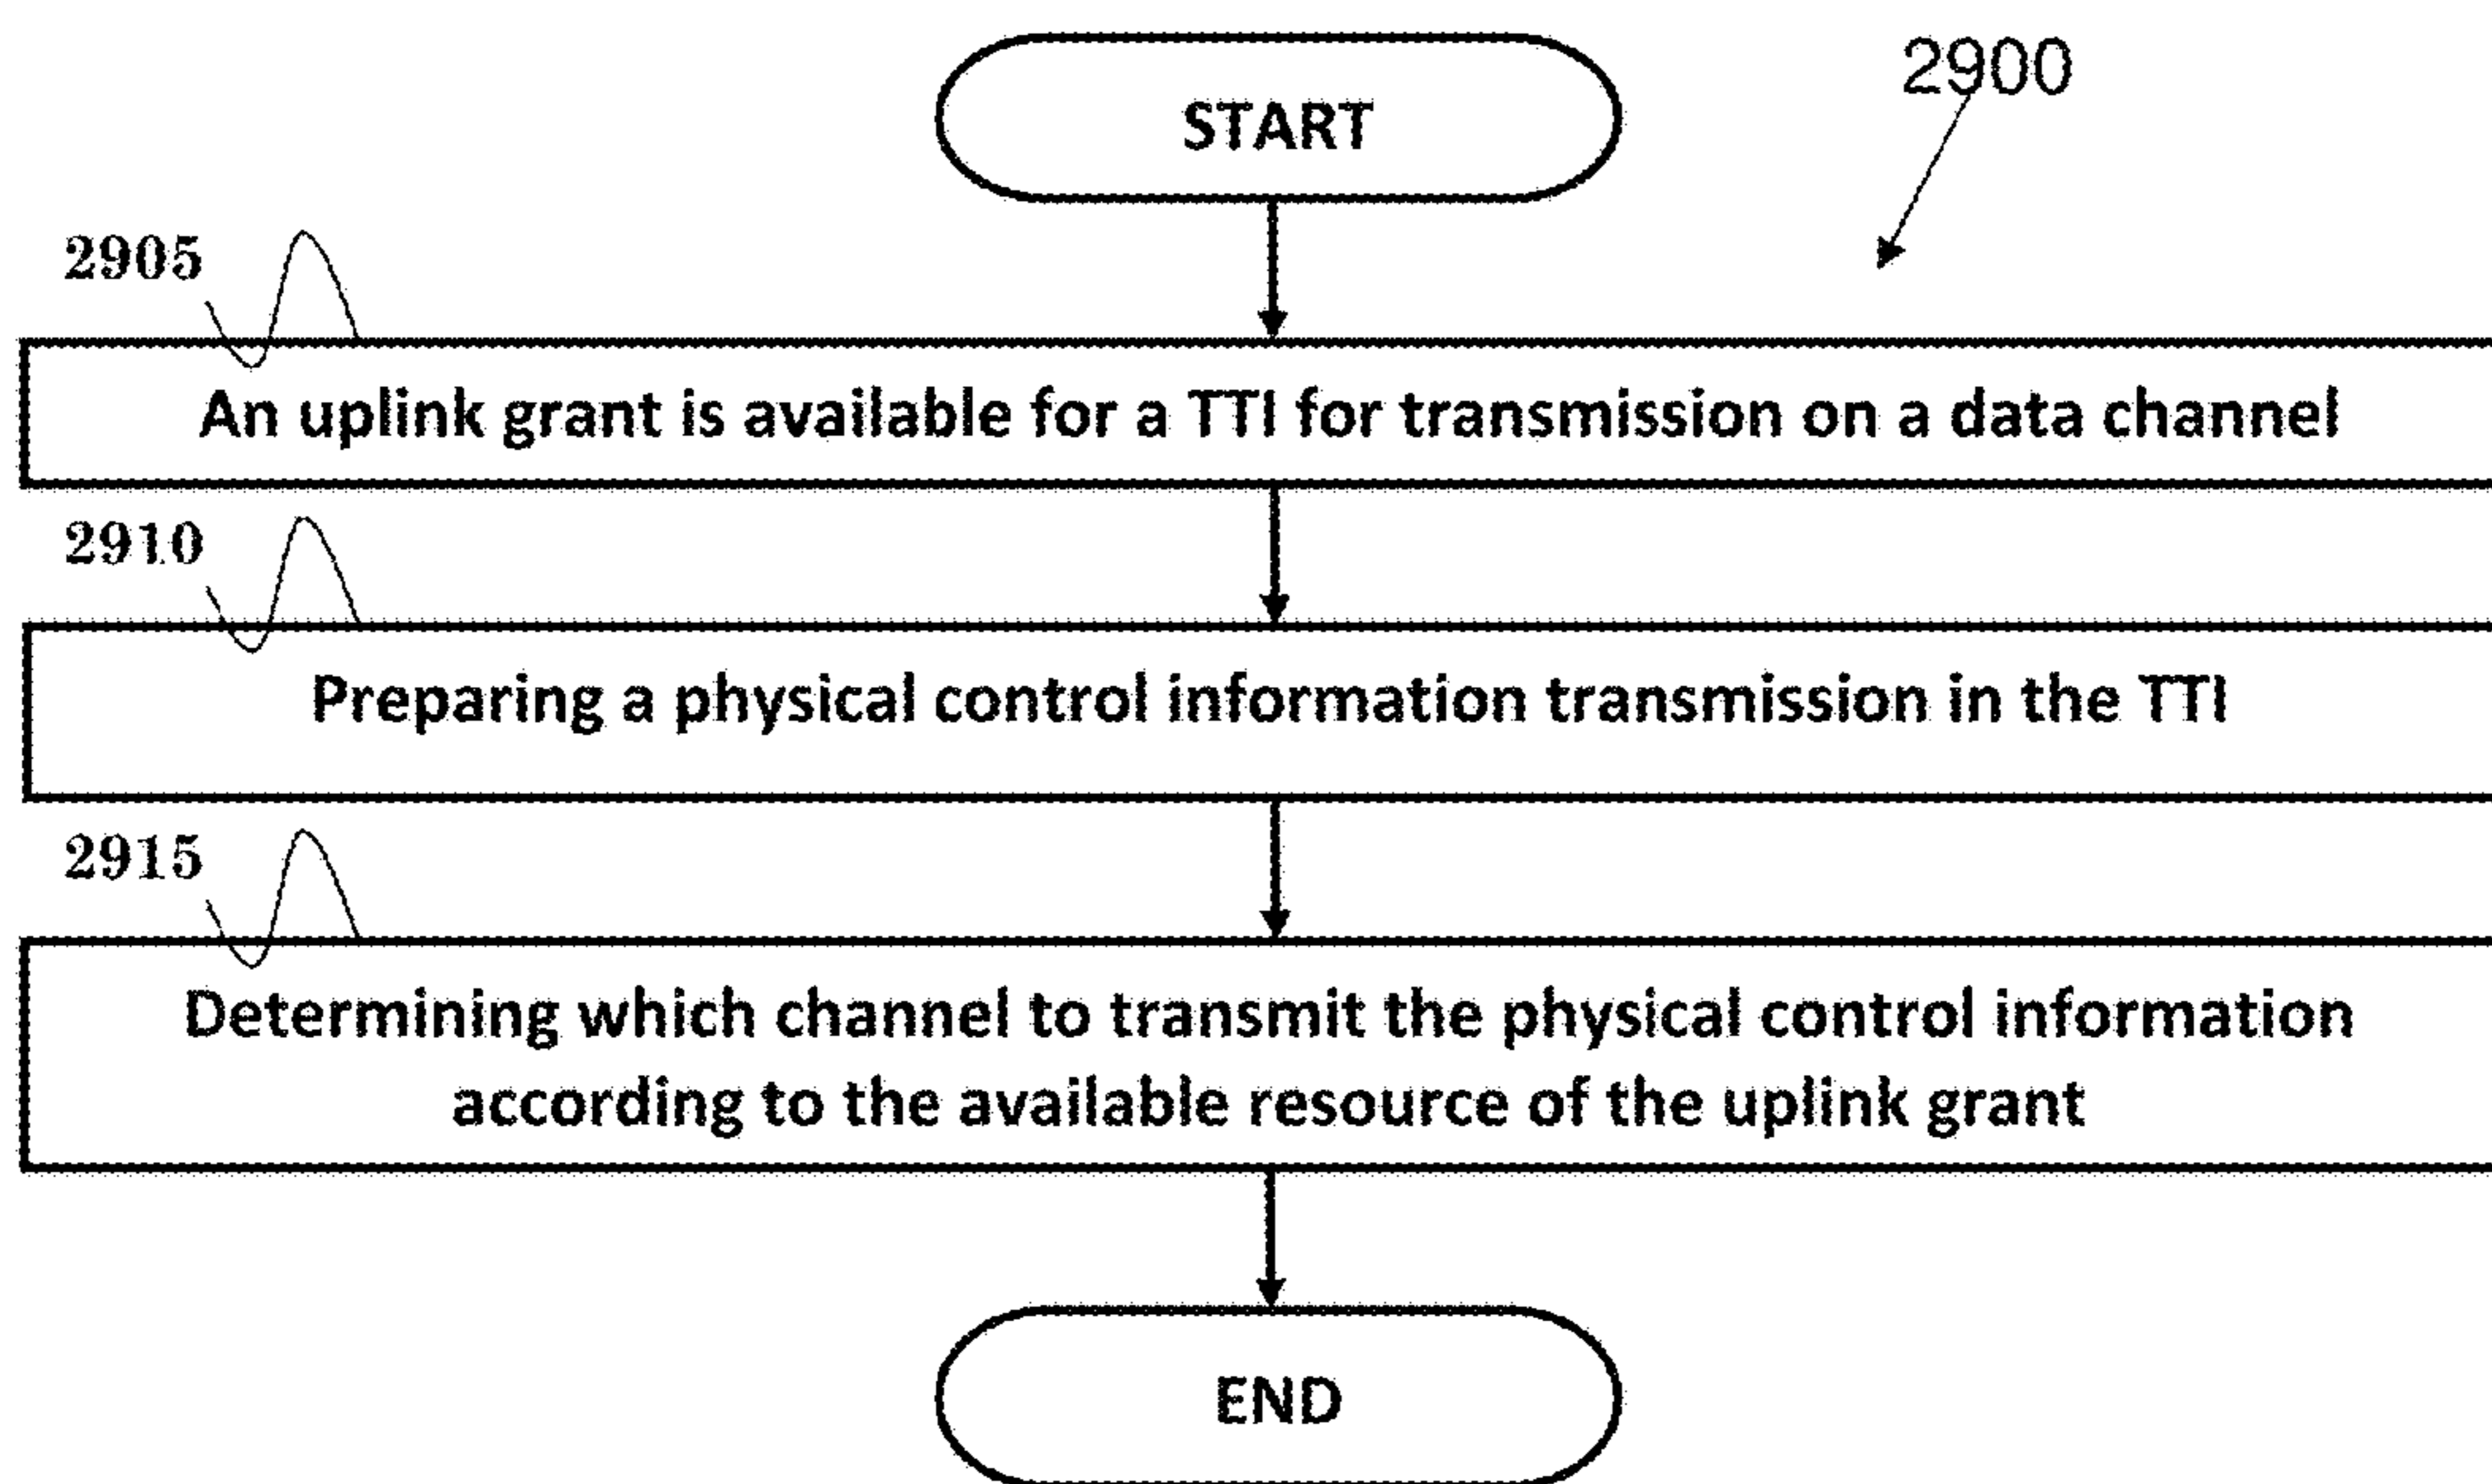 START
2900
2905
An uplink grant is available for a TTI for transmission on a data channel
2910
Preparing a physical control information transmission in the TTI
2915
Determining which channel to transmit the physical control information
according to the available resource of the uplink grant
END